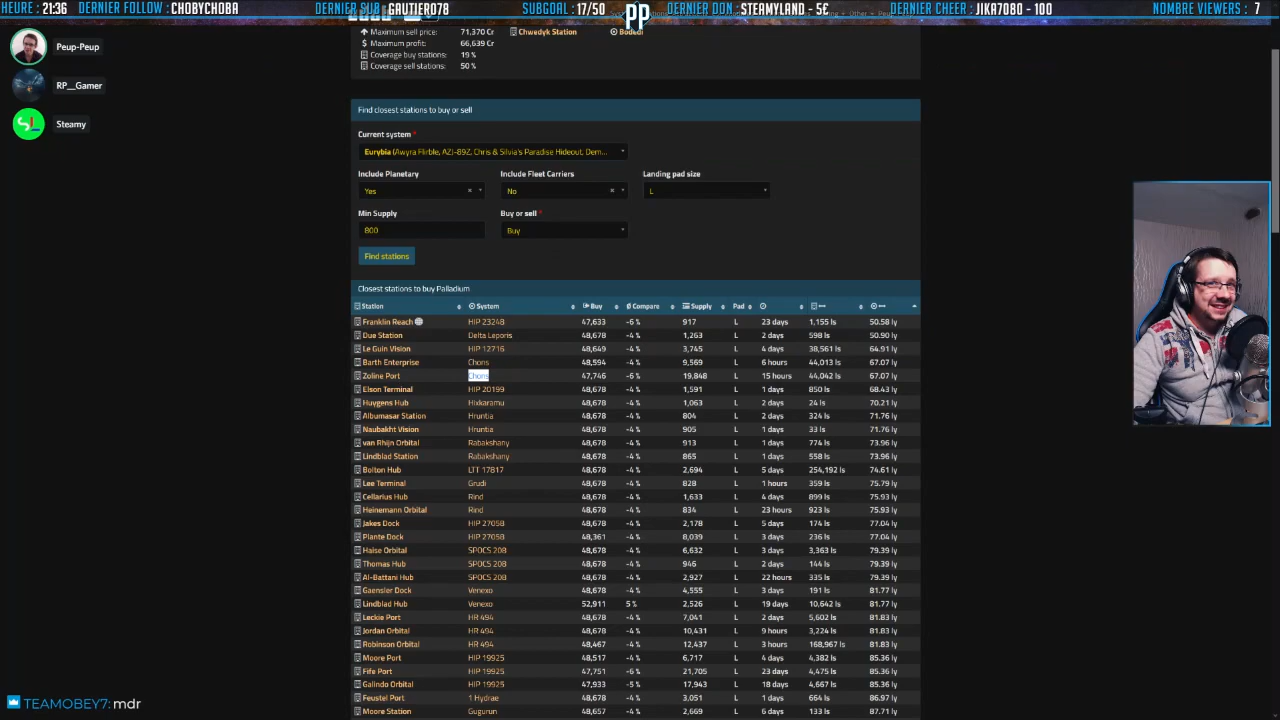 HEURE : 21:36 DERNIER FOLLOW : CHOBYCHOBA DERNIER SUB : GAUTIERO78 SUBGOAL : 17/50 DERNIER DON : STEAMYLAND - 5€ DERNIER CHEER : JIKA7080 - 100 NOMBRE VIEWERS : 7
PP
Peup-Peup
RP__Gamer
Steamy
Maximum sell price: 71,370 Cr Chwedyk Station Bodedi
Maximum profit: 66,639 Cr
Coverage buy stations: 19 %
Coverage sell stations: 50 %
Find closest stations to buy or sell
Current system *
Eurybia (Awyra Flirble, AZJ-89Z, Chris & Silvia's Paradise Hideout, Dem...
Include Planetary Include Fleet Carriers Landing pad size
Yes No L
Min Supply Buy or sell *
800 Buy
Find stations
Closest stations to buy Palladium
Station System Buy Compare Supply Pad
Franklin Reach HIP 23248 47,633 -6 % 917 L 23 days 1,155 ls 50.58 ly
Due Station Delta Leporis 48,678 -4 % 1,263 L 2 days 598 ls 50.90 ly
Le Guin Vision HIP 12716 48,649 -4 % 3,745 L 4 days 38,561 ls 64.91 ly
Barth Enterprise Chons 48,594 -4 % 9,569 L 6 hours 44,013 ls 67.07 ly
Zoline Port Chons 47,746 -6 % 19,848 L 15 hours 44,042 ls 67.07 ly
Elson Terminal HIP 20199 48,678 -4 % 1,591 L 1 days 850 ls 68.43 ly
Huygens Hub Hixkaramu 48,678 -4 % 1,063 L 2 days 24 ls 70.21 ly
Albumasar Station Hruntia 48,678 -4 % 804 L 2 days 324 ls 71.76 ly
Naubakht Vision Hruntia 48,678 -4 % 905 L 1 days 33 ls 71.76 ly
van Rhijn Orbital Rabakshany 48,678 -4 % 913 L 1 days 774 ls 73.96 ly
Lindblad Station Rabakshany 48,678 -4 % 865 L 1 days 558 ls 73.96 ly
Bolton Hub LTT 17817 48,678 -4 % 2,694 L 5 days 254,192 ls 74.61 ly
Lee Terminal Grudi 48,678 -4 % 828 L 1 hours 359 ls 75.79 ly
Cellarius Hub Rind 48,678 -4 % 1,633 L 4 days 899 ls 75.93 ly
Heinemann Orbital Rind 48,678 -4 % 834 L 23 hours 923 ls 75.93 ly
Jakes Dock HIP 27058 48,678 -4 % 2,178 L 5 days 174 ls 77.04 ly
Plante Dock HIP 27058 48,361 -4 % 8,039 L 3 days 236 ls 77.04 ly
Haise Orbital SPOCS 208 48,678 -4 % 6,632 L 3 days 3,363 ls 79.39 ly
Thomas Hub SPOCS 208 48,678 -4 % 946 L 2 days 144 ls 79.39 ly
Al-Battani Hub SPOCS 208 48,678 -4 % 2,927 L 22 hours 335 ls 79.39 ly
Gaensler Dock Venexo 48,678 -4 % 4,555 L 3 days 191 ls 81.77 ly
Lindblad Hub Venexo 52,911 5 % 2,526 L 19 days 10,642 ls 81.77 ly
Leckie Port HR 494 48,678 -4 % 7,041 L 2 days 5,602 ls 81.83 ly
Jordan Orbital HR 494 48,678 -4 % 10,431 L 9 hours 3,224 ls 81.83 ly
Robinson Orbital HR 494 48,467 -4 % 12,437 L 3 hours 168,967 ls 81.83 ly
Moore Port HIP 19925 48,517 -4 % 6,717 L 4 days 4,382 ls 85.36 ly
Fife Port HIP 19925 47,751 -6 % 21,705 L 23 days 4,475 ls 85.36 ly
Galindo Orbital HIP 19925 47,933 -5 % 17,943 L 18 days 4,667 ls 85.36 ly
Feustel Port 1 Hydrae 48,678 -4 % 3,051 L 1 days 664 ls 86.97 ly
Moore Station Gugurun 48,657 -4 % 2,669 L 6 days 133 ls 87.71 ly
TEAMOBEY7: mdr